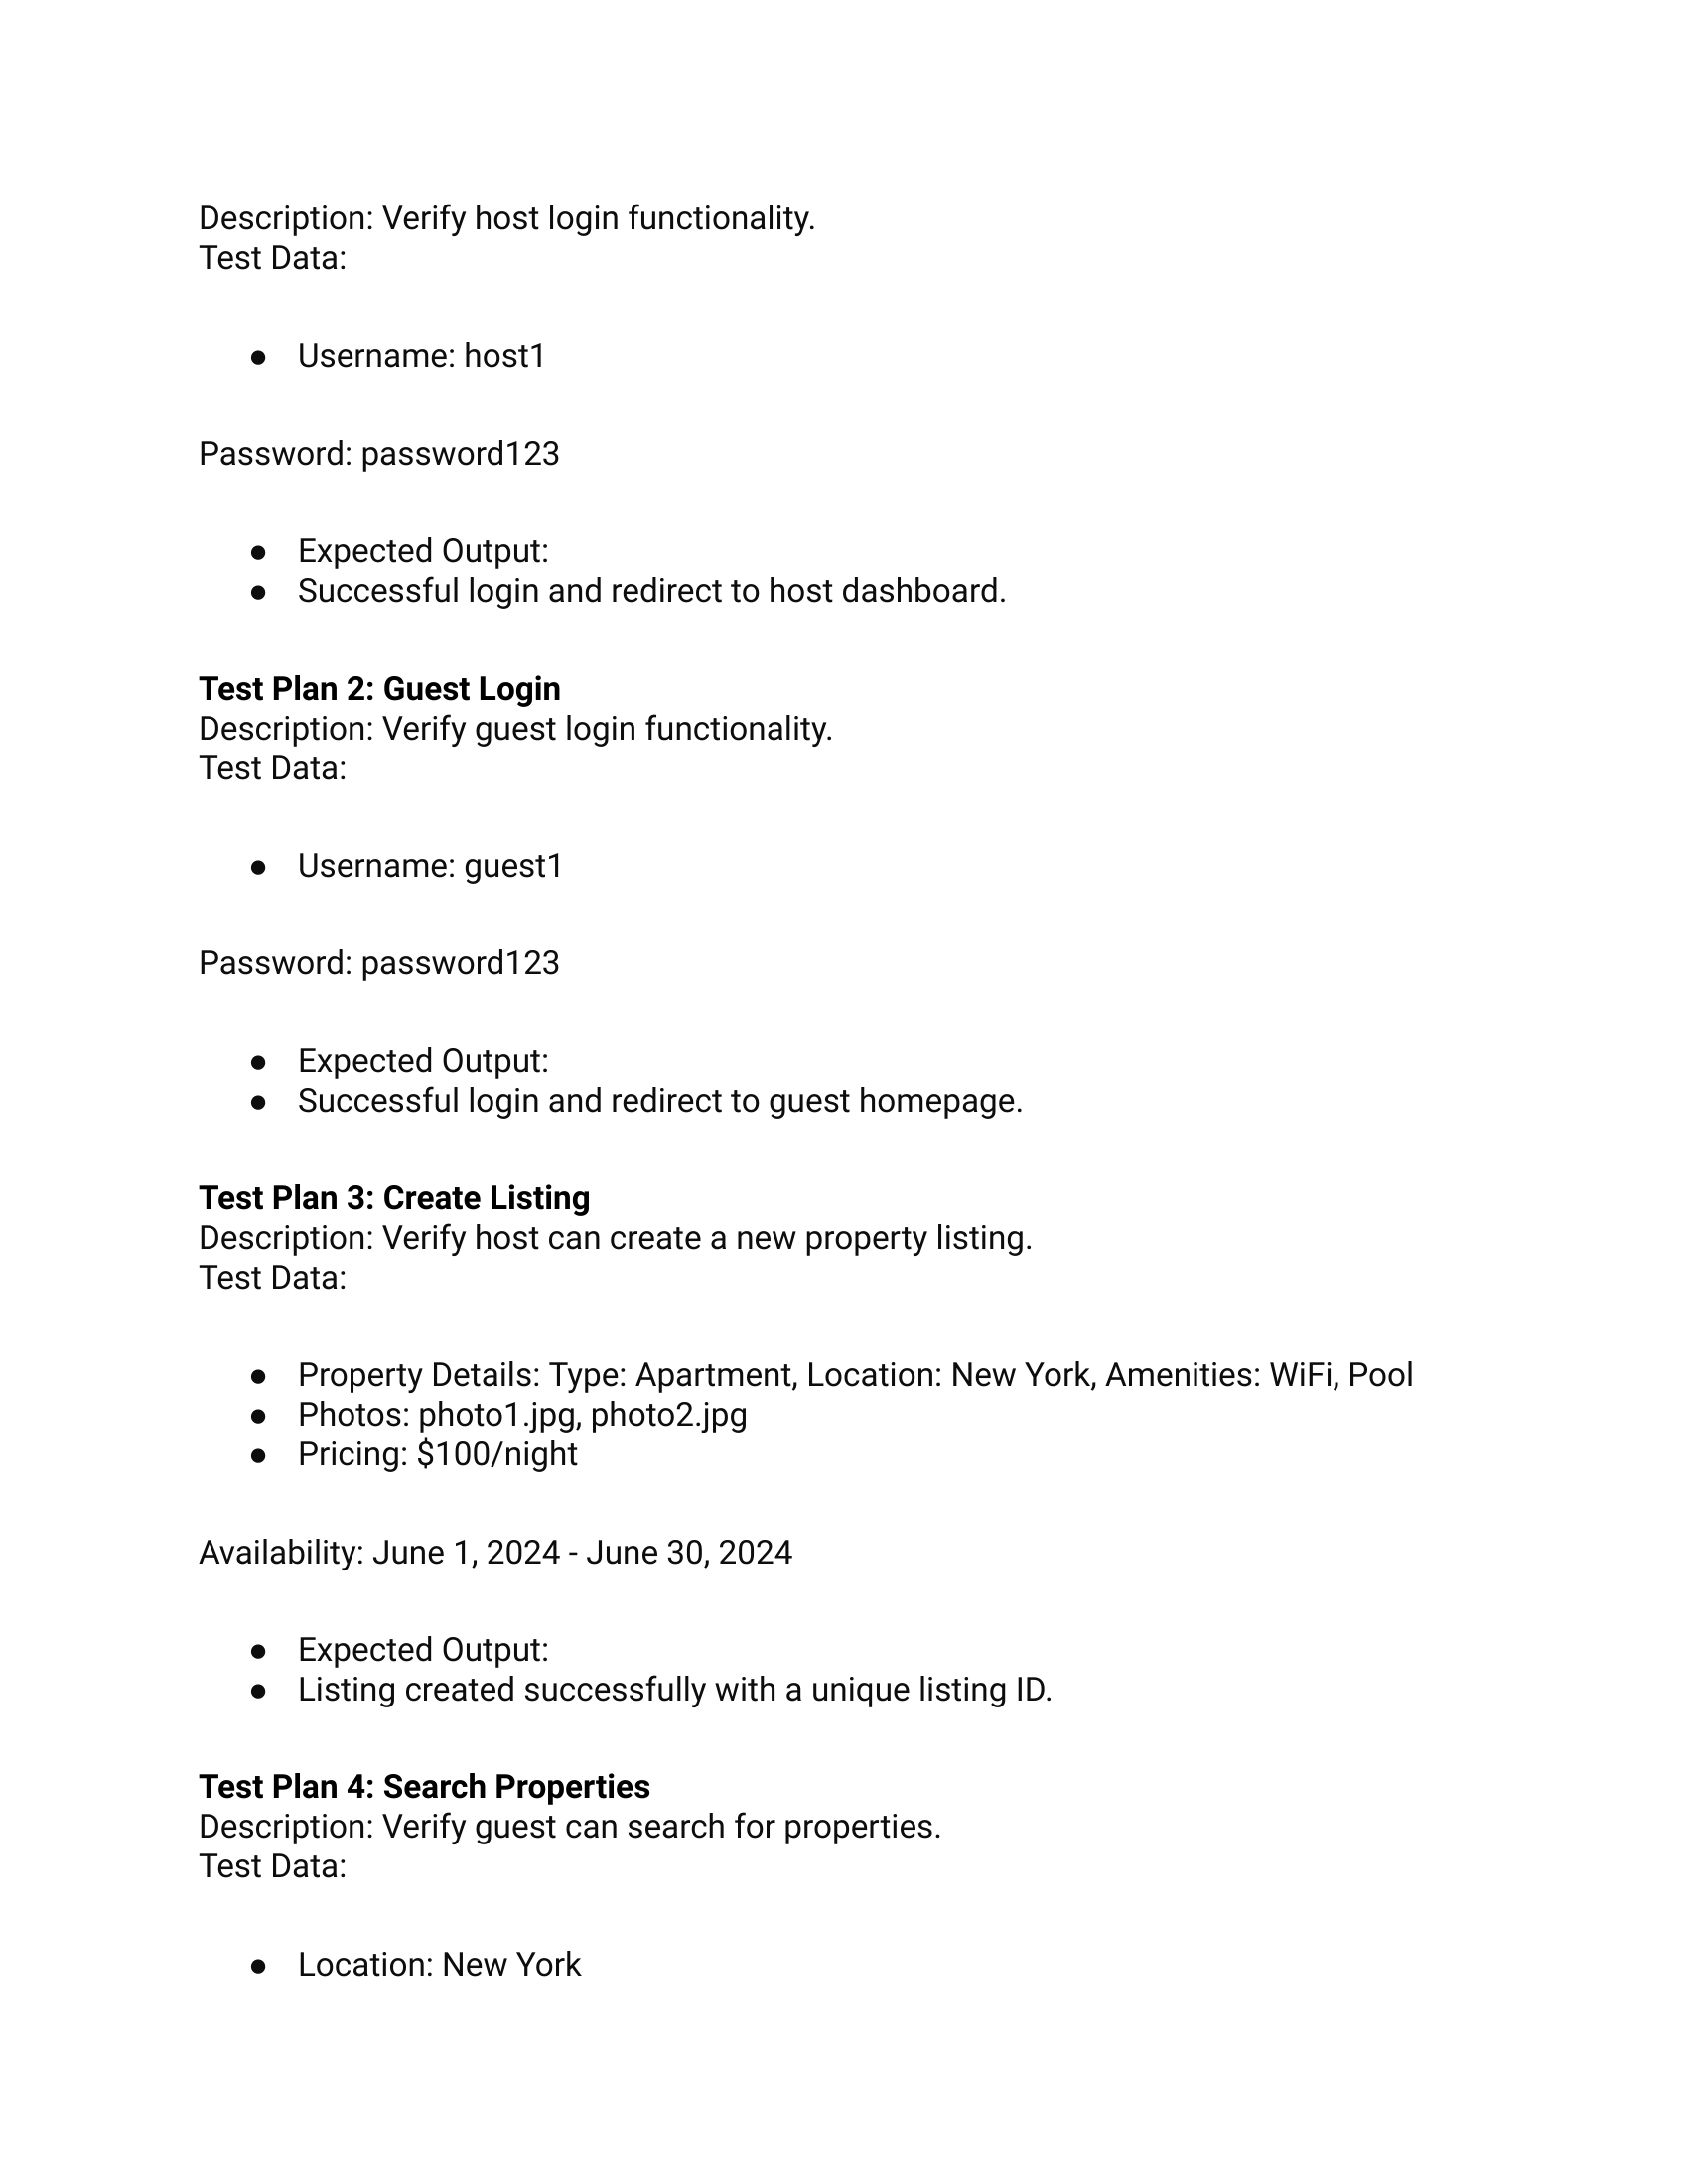 Description: Verify host login functionality.
Test Data:
● Username: host1
Password: password123
● Expected Output:
● Successful login and redirect to host dashboard.
Test Plan 2: Guest Login
Description: Verify guest login functionality.
Test Data:
● Username: guest1
Password: password123
● Expected Output:
● Successful login and redirect to guest homepage.
Test Plan 3: Create Listing
Description: Verify host can create a new property listing.
Test Data:
● Property Details: Type: Apartment, Location: New York, Amenities: WiFi, Pool
● Photos: photo1.jpg, photo2.jpg
● Pricing: $100/night
Availability: June 1, 2024 - June 30, 2024
● Expected Output:
● Listing created successfully with a unique listing ID.
Test Plan 4: Search Properties
Description: Verify guest can search for properties.
Test Data:
● Location: New York